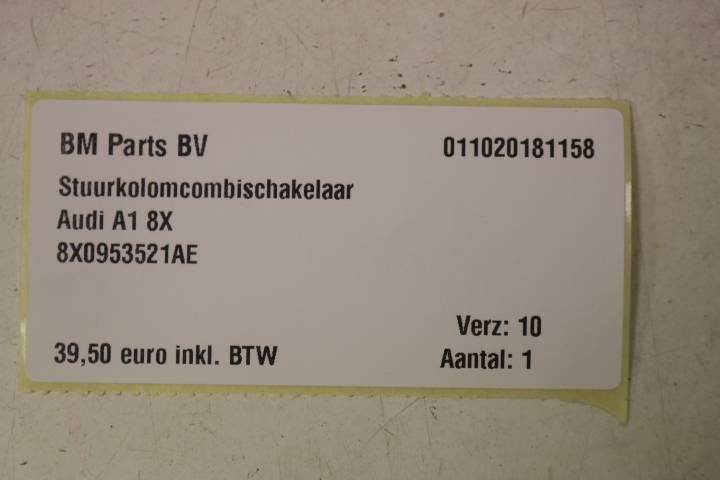 BM Parts BV 011020181158
Stuurkolomcombischakelaar
Audi A1 8X
8X0953521AE
Verz: 10
39,50 euro inkl. BTW Aantal: 1